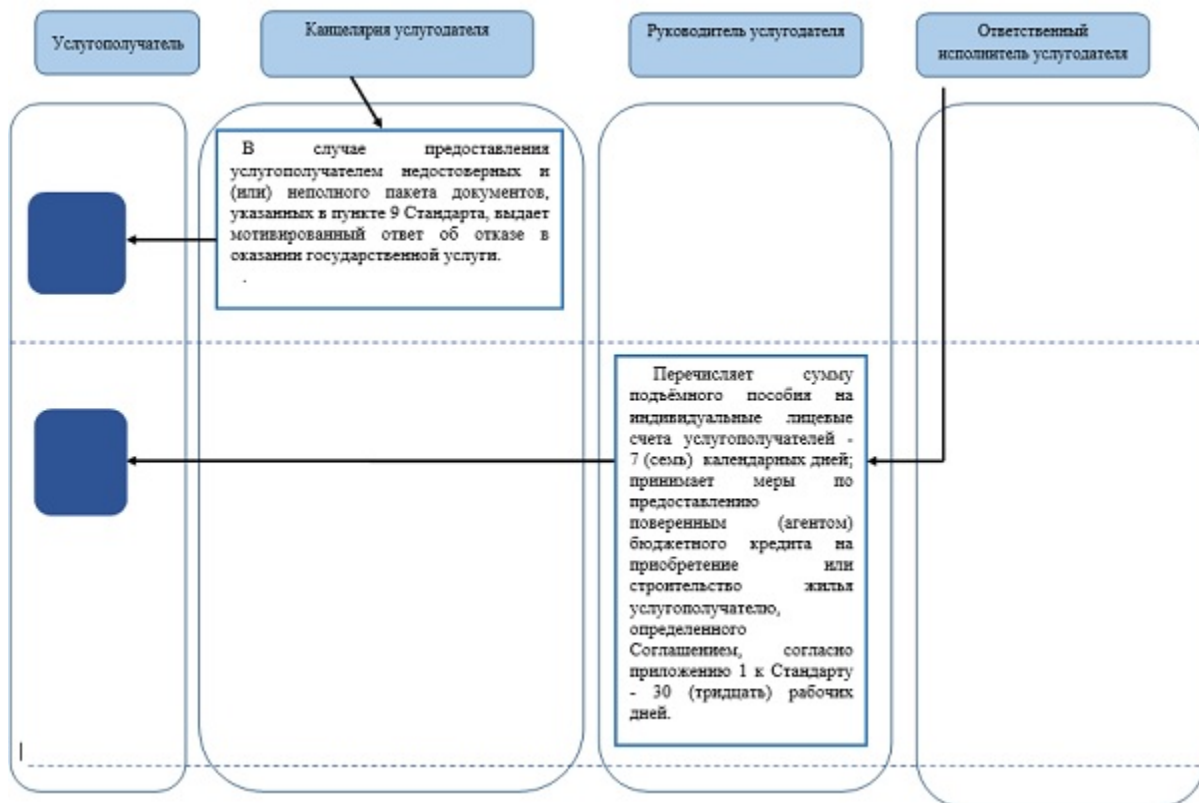 Услугополучатель
Канцелярия услугодателя
Руководитель услугодателя
Ответственный
исполнитель услугодателя
В случае предоставления
услугополучателем недостоверных и
(или) неполного пакета документов,
указанных в пункте 9 Стандарта, выдает
мотивированный ответ об отказе в
оказании государственной услуги.
.
Перечисляет сумму
подъёмного пособия на
индивидуальные лицевые
счета услугополучателей -
7 (семь) календарных дней;
принимает меры по
предоставлению
поверенным (агентом)
бюджетного кредита на
приобретение или
строительство жилья
услугополучателю,
определенного
Соглашением, согласно
приложению 1 к Стандарту
- 30 (тридцать) рабочих
дней.